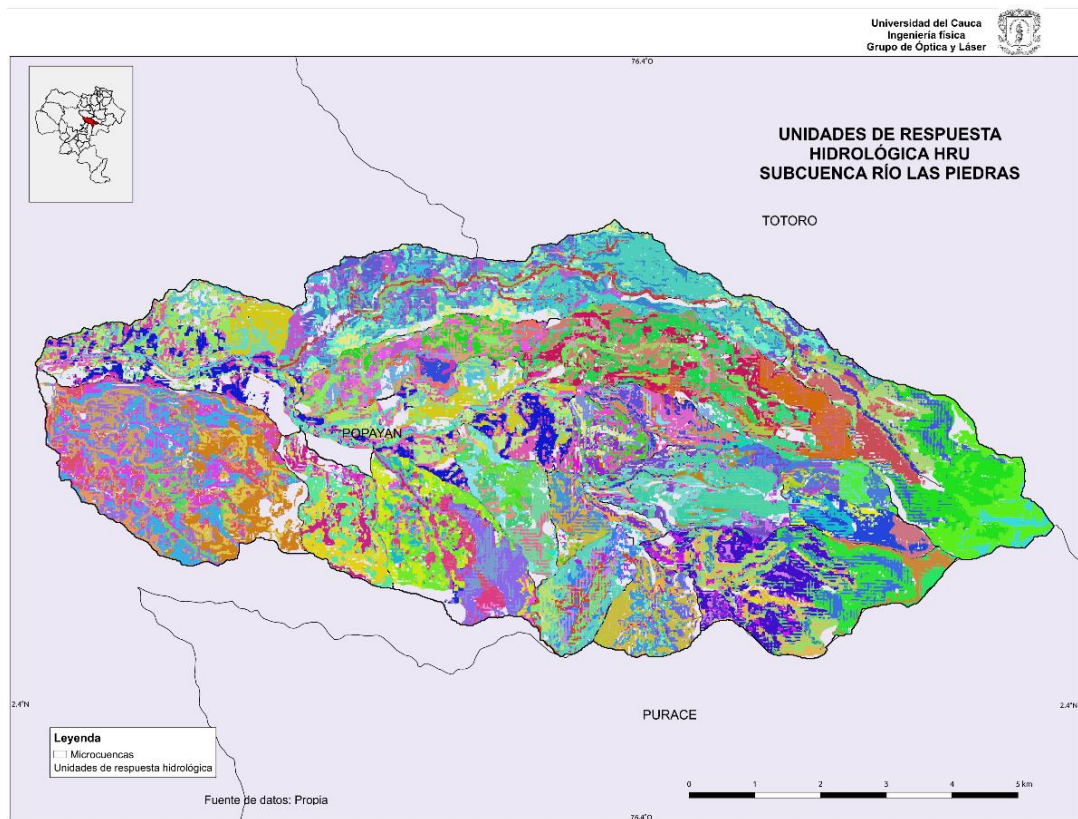 Universidad del Cauca
Ingeniería física
Grupo de Óptica y Láser
76.4°O
UNIDADES DE RESPUESTA
HIDROLÓGICA HRU
SUBCUENCA RÍO LAS PIEDRAS
TOTORO
POPAYAN
2.4°N
2.4°N
PURACE
Leyenda
Microcuencas
Unidades de respuesta hidrológica
Fuente de datos: Propia
0 1 2 3 4 5 km
76.4°O